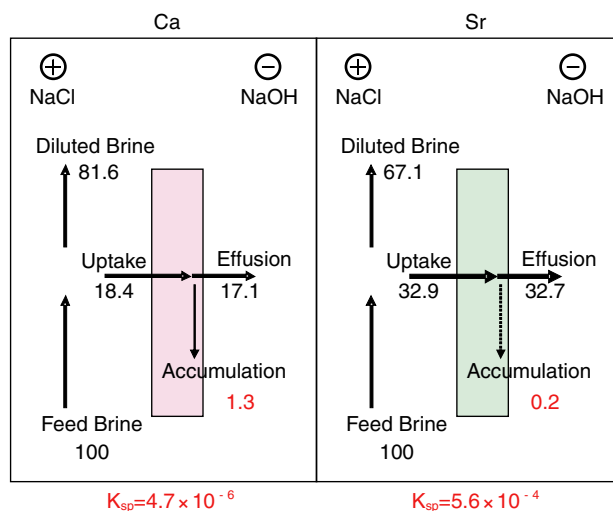 Ca
Sr
+
−
NaCl
NaOH
Diluted Brine
81.6
Uptake
18.4
Effusion
17.1
Accumulation
1.3
Feed Brine
100
+
−
NaCl
NaOH
Diluted Brine
67.1
Uptake
32.9
Effusion
32.7
Accumulation
0.2
Feed Brine
100
Ksp=4.7 × 10 - 6
Ksp=5.6 × 10 - 4